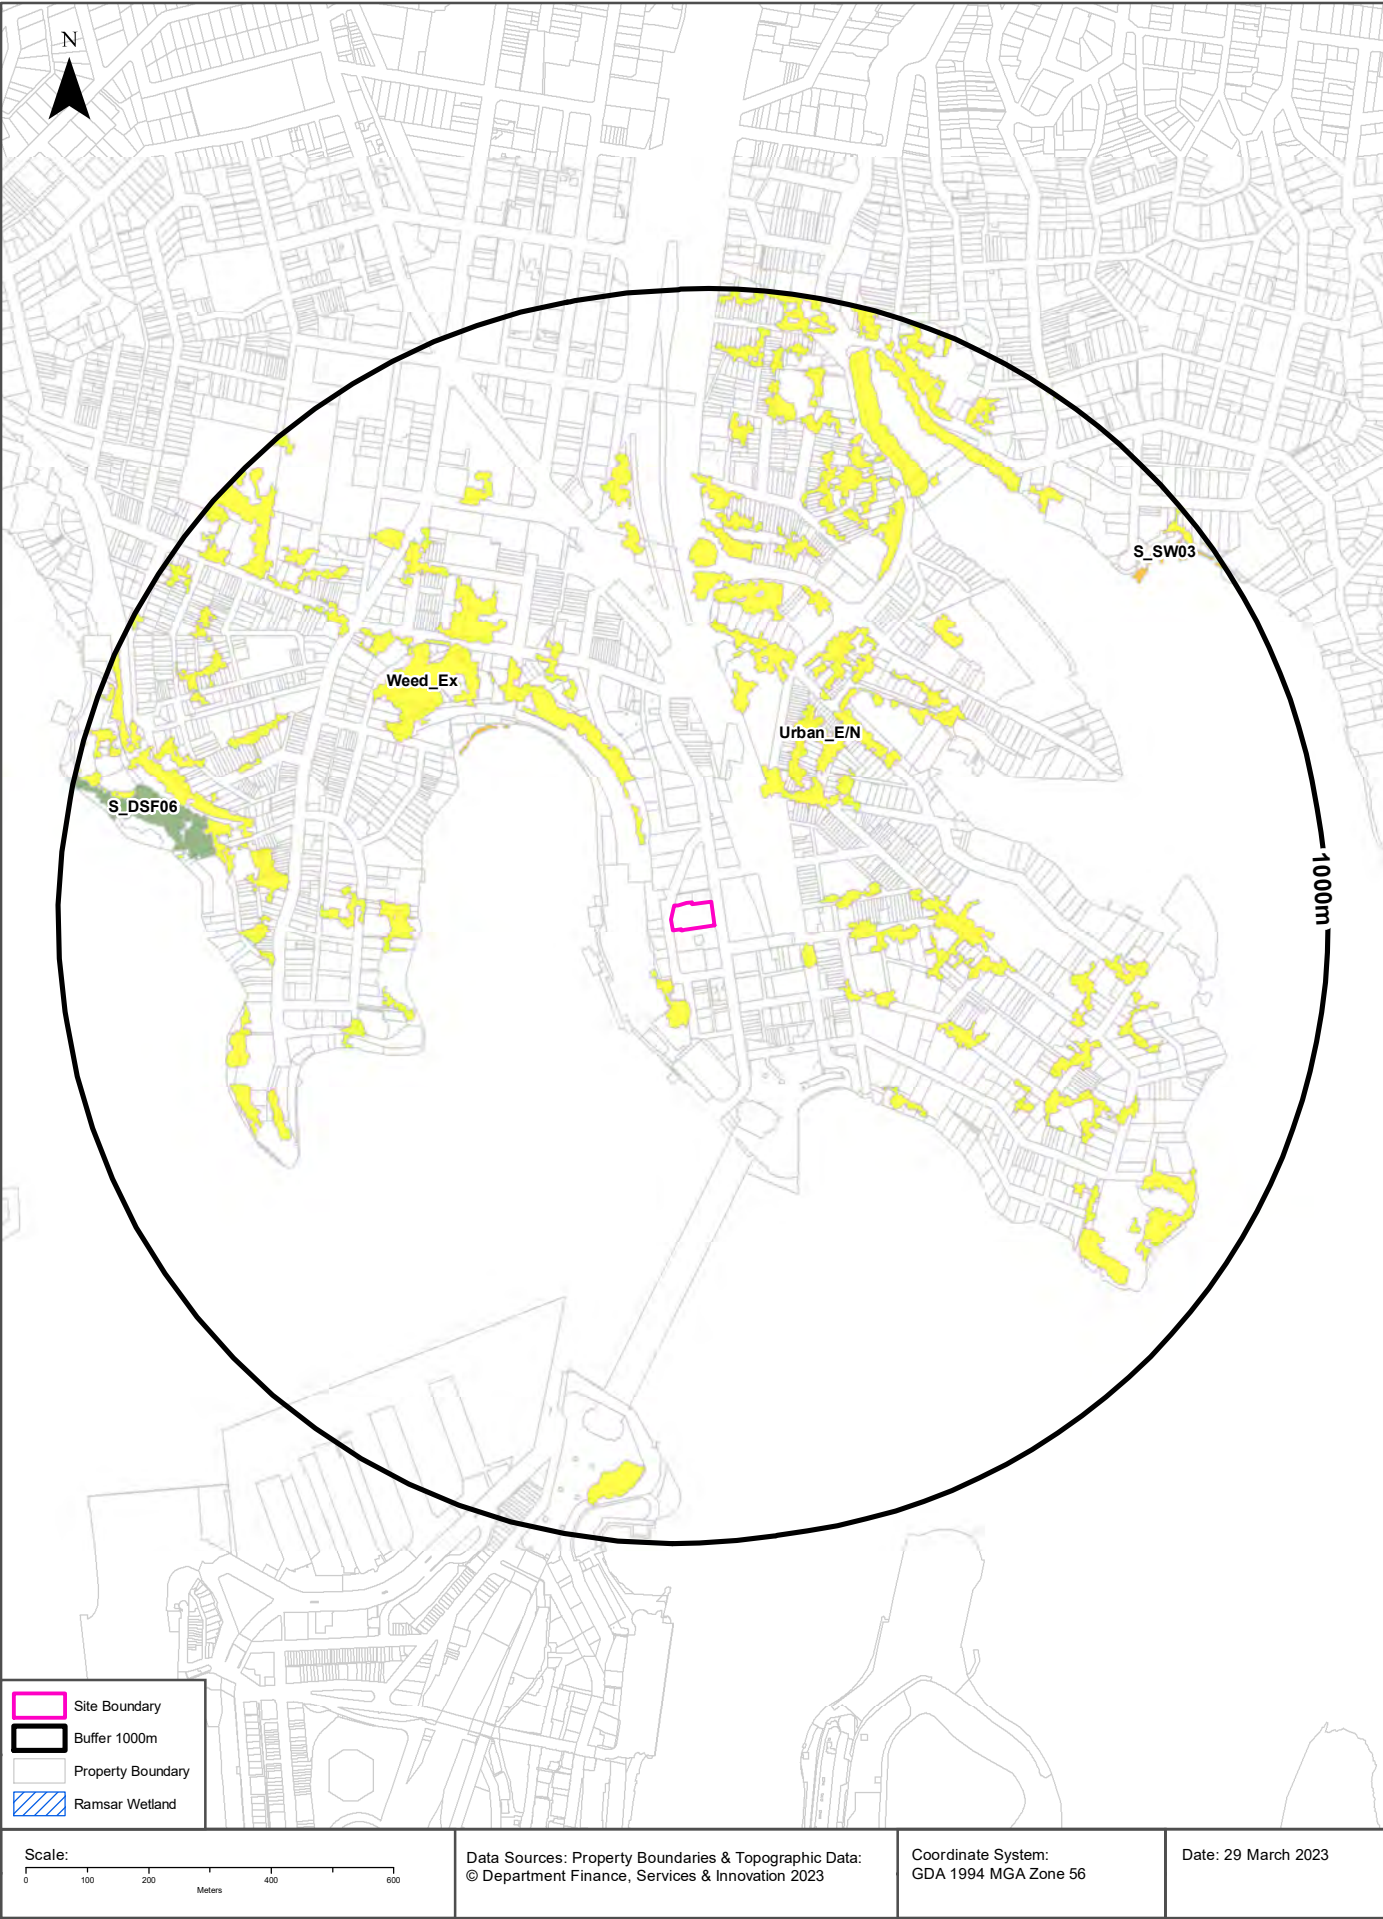 N
S_SW03
Weed_Ex
Urban_E/N
S_DSF06
1000m
Site Boundary
Buffer 1000m
Property Boundary
Ramsar Wetland
Scale:
0 100 200 400 600
Meters
Data Sources: Property Boundaries & Topographic Data:
© Department Finance, Services & Innovation 2023
Coordinate System:
GDA 1994 MGA Zone 56
Date: 29 March 2023